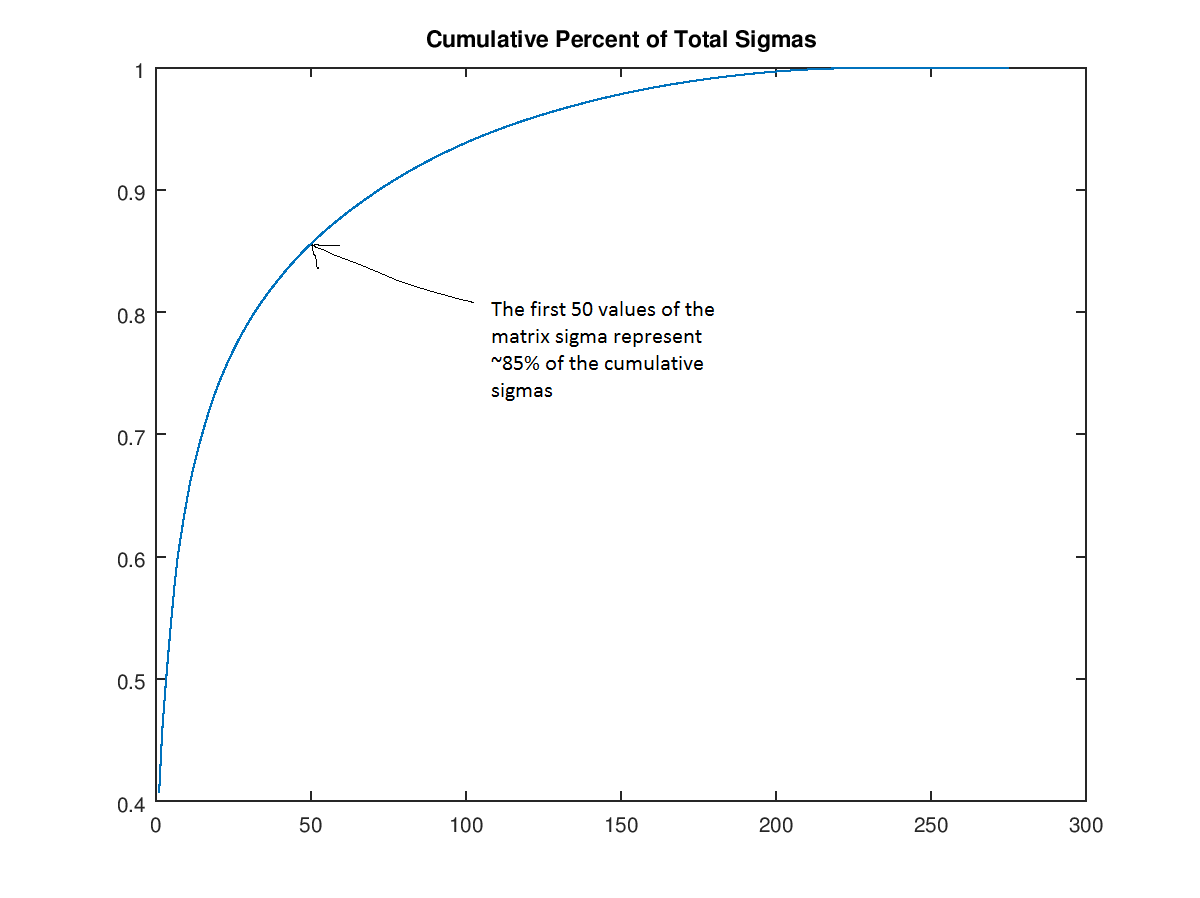 Cumulative Percent of Total Sigmas
1
0.9
0.8
0.7
0.6
0.5
0.4
The first 50 values of the
matrix sigma represent
~85% of the cumulative
sigmas
0 50 100 150 200 250 300